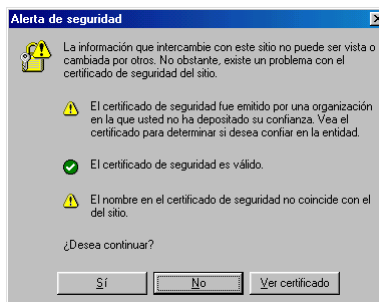 Alerta de seguridad
La información que intercambie con este sitio no puede ser vista o
cambiada por otros. No obstante, existe un problema con el
certificado de seguridad del sitio.
El certificado de seguridad fue emitido por una organización
en la que usted no ha depositado su confianza. Vea el
certificado para determinar si desea confiar en la entidad.
El certificado de seguridad es válido.
El nombre en el certificado de seguridad no coincide con el
del sitio.
¿Desea continuar?
Sí No Ver certificado